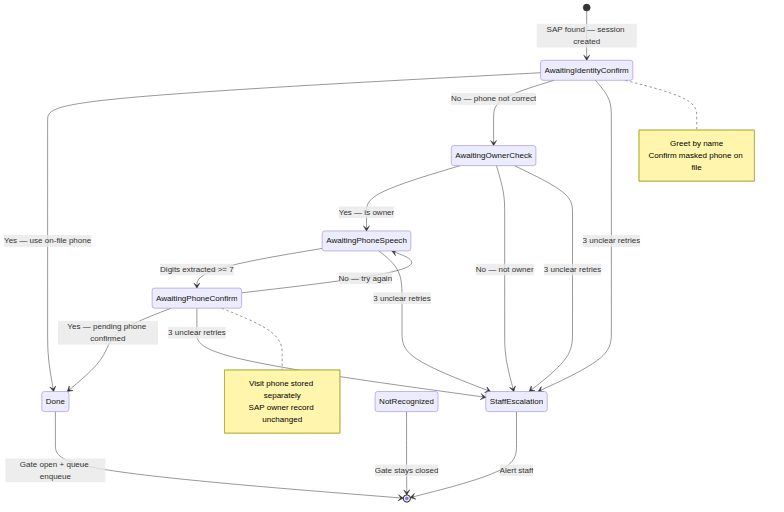 SAP found — session
created
AwaitingIdentityConfirm
No — phone not correct
Greet by name
Confirm masked phone on
file
AwaitingOwnerCheck
Yes — is owner
AwaitingPhoneSpeech
Yes — use on-file phone
3 unclear retries
Digits extracted >= 7
No — not owner
3 unclear retries
No — try again
AwaitingPhoneConfirm
3 unclear retries
Yes — pending phone
confirmed
3 unclear retries
Visit phone stored
separately
SAP owner record
unchanged
Done
NotRecognized
StaffEscalation
Gate open + queue
enqueue
Gate stays closed
Alert staff